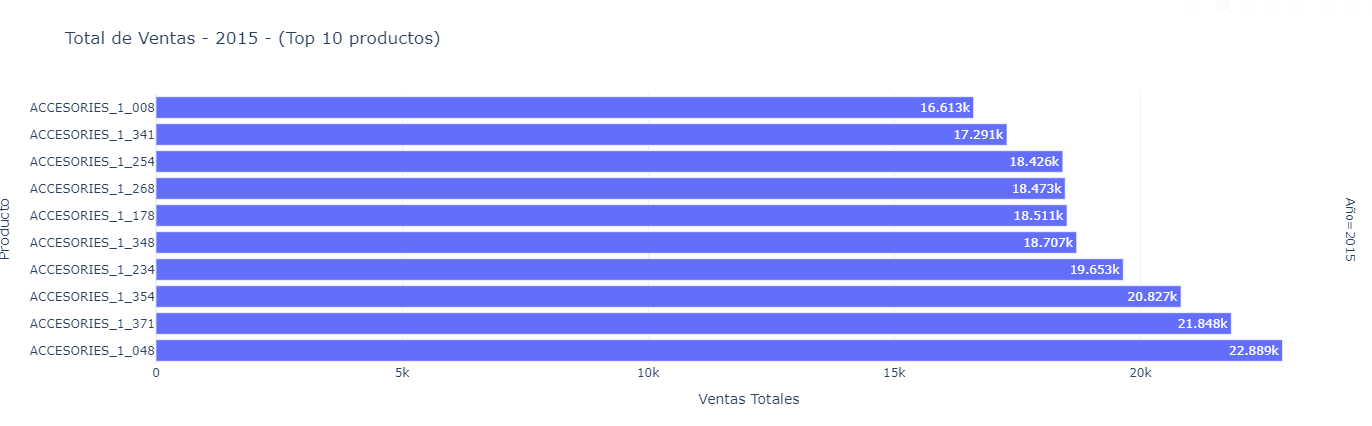 Total de Ventas - 2015 - (Top 10 productos)
Producto
ACCESORIES_1_008 16.613k
ACCESORIES_1_341 17.291k
ACCESORIES_1_254 18.426k
ACCESORIES_1_268 18.473k
ACCESORIES_1_178 18.511k
ACCESORIES_1_348 18.707k
ACCESORIES_1_234 19.653k
ACCESORIES_1_354 20.827k
ACCESORIES_1_371 21.848k
ACCESORIES_1_048 22.889k
0 5k 10k 15k 20k
Ventas Totales
Año=2015